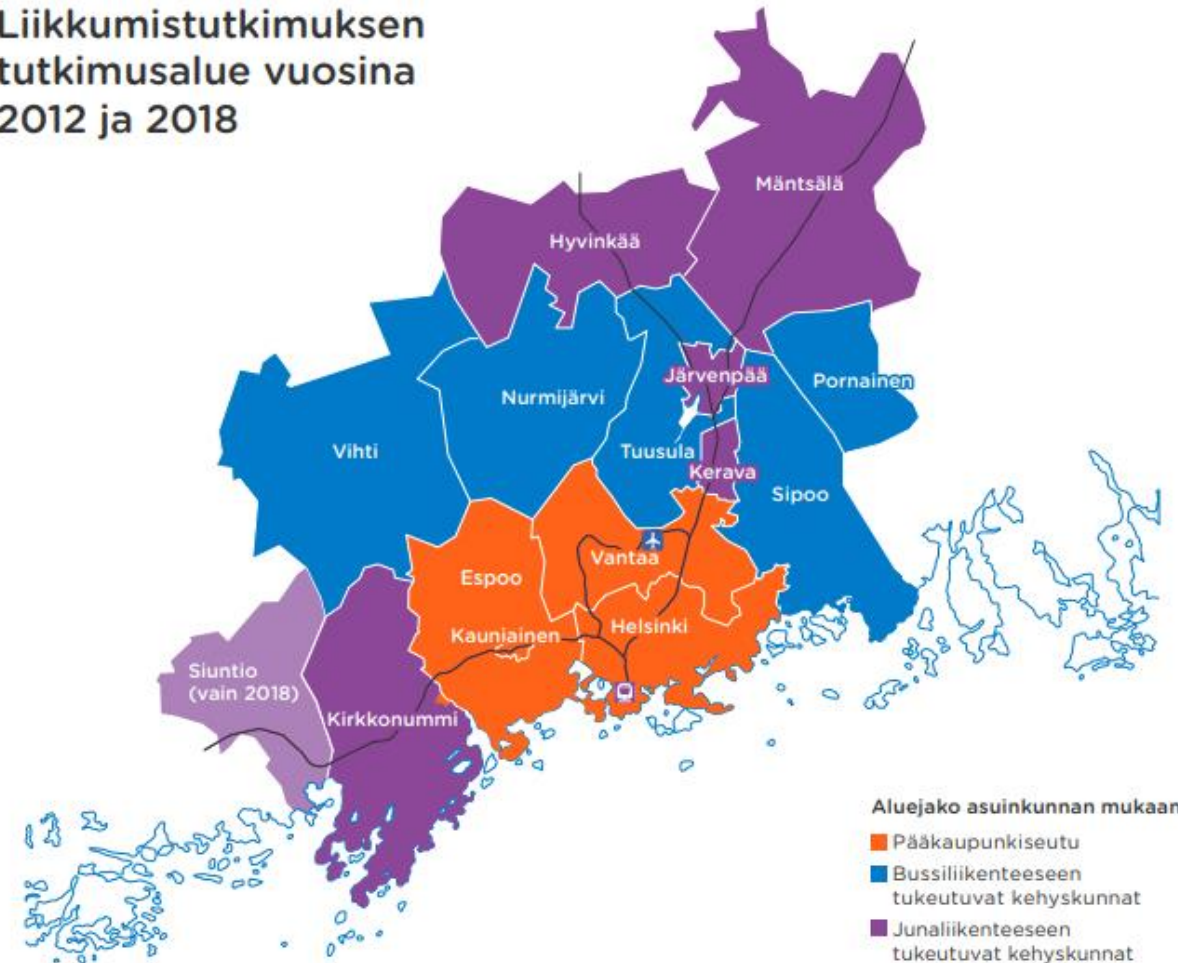 Liikkumistutkimuksen
tutkimusalue vuosina
2012 ja 2018
Mäntsälä
Hyvinkää
Järvenpää
Pornainen
Nurmijärvi
Vihti
Tuusula
Kerava
Sipoo
Vantaa
Espoo
Helsinki
Kauniainen
Siuntio
(vain 2018)
Kirkkonummi
Aluejako asuinkunnan mukaan
Pääkaupunkiseutu
Bussiliikenteeseen
tukeutuvat kehyskunnat
Junaliikenteeseen
tukeutuvat kehyskunnat